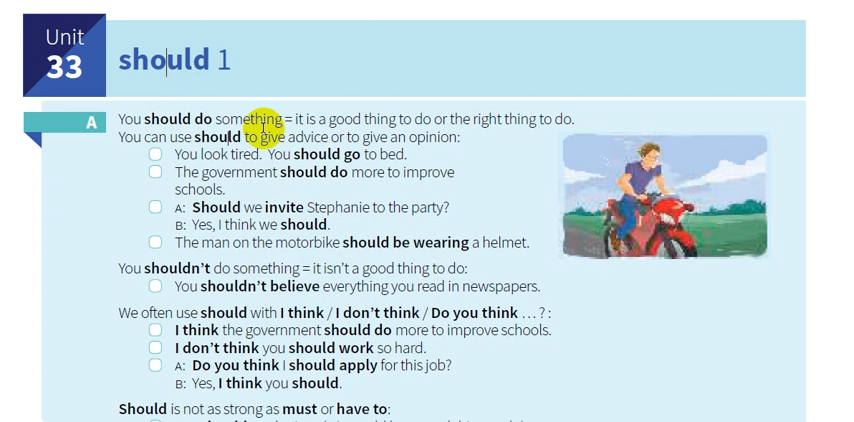 Unit
33
should 1
A
You should do something = it is a good thing to do or the right thing to do.
You can use should to give advice or to give an opinion:
You look tired. You should go to bed.
The government should do more to improve
schools.
A: Should we invite Stephanie to the party?
B: Yes, I think we should.
The man on the motorbike should be wearing a helmet.
You shouldn't do something = it isn't a good thing to do:
You shouldn't believe everything you read in newspapers.
We often use should with I think / I don't think / Do you think … ? :
I think the government should do more to improve schools.
I don't think you should work so hard.
A: Do you think I should apply for this job?
B: Yes, I think you should.
Should is not as strong as must or have to: